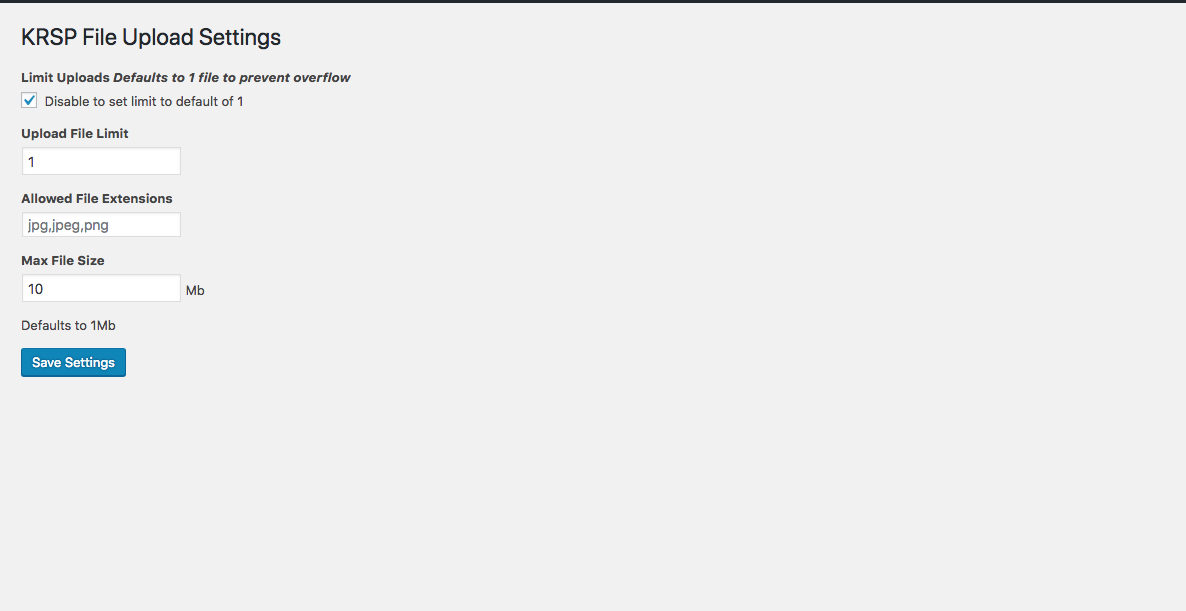 KRSP File Upload Settings
Limit Uploads Defaults to 1 file to prevent overflow
Disable to set limit to default of 1
Upload File Limit
1
Allowed File Extensions
jpg,jpeg,png
Max File Size
10 Mb
Defaults to 1Mb
Save Settings